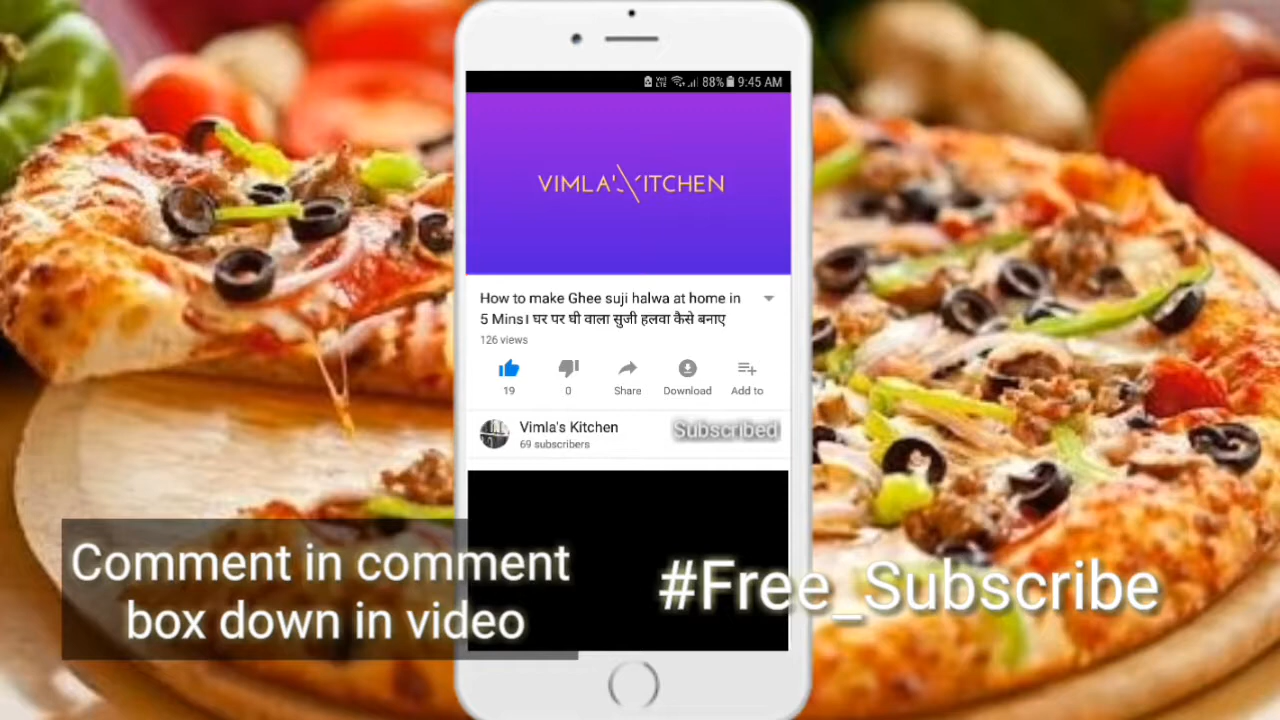 88% 9:45 AM
VIMLA'S KITCHEN
How to make Ghee suji halwa at home in
5 Mins। घर पर घी वाला सुजी हलवा कैसे बनाए
126 views
19 0 Share Download Add to
Vimla's Kitchen
69 subscribers
Subscribed
Comment in comment
box down in video
#Free_Subscribe